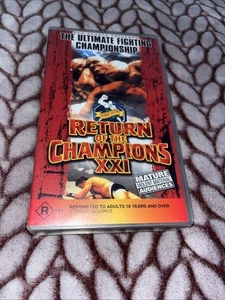 THE ULTIMATE FIGHTING
CHAMPIONSHIP
RETURN
OF THE
CHAMPIONS
XXI
MATURE
AUDIENCES
R
RESTRICTED TO ADULTS 18 YEARS AND OVER